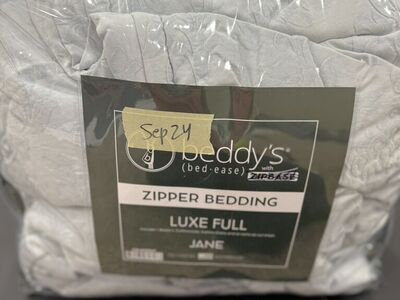 Sep 24
beddy's®
(bed·ease) with ZIPBASE
ZIPPER BEDDING
LUXE FULL
JANE